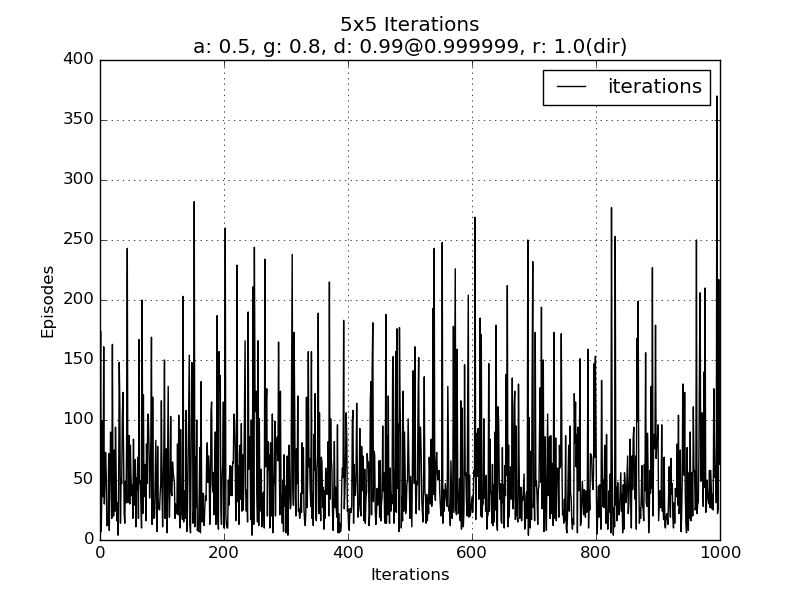 5x5 Iterations
a: 0.5, g: 0.8, d: 0.99@0.999999, r: 1.0(dir)
iterations
400
350
300
250
200
150
100
50
0
Episodes
0 200 400 600 800 1000
Iterations